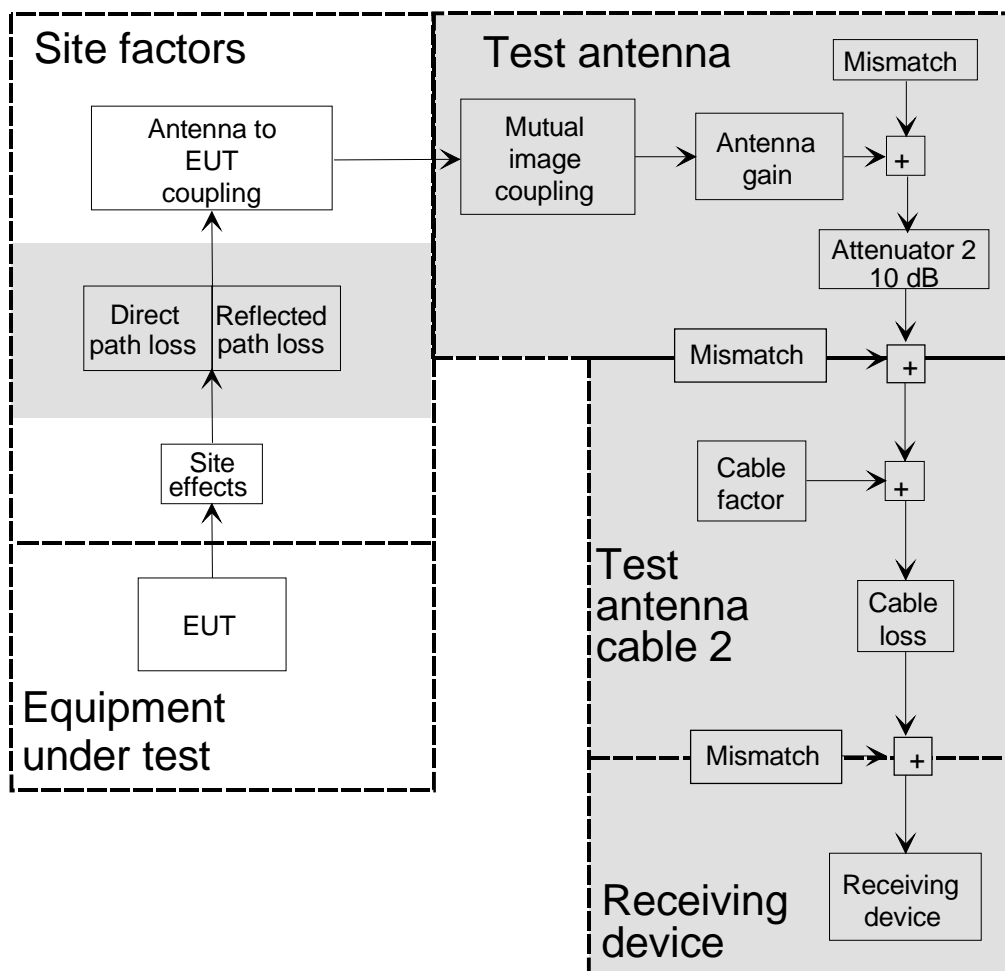 Site factors
Antenna to
EUT
coupling
Direct
path loss
Reflected
path loss
Site
effects
EUT
Equipment
under test
Test antenna
Mismatch
Mutual
image
coupling
Antenna
gain
+
Attenuator 2
10 dB
Mismatch
+
Cable
factor
+
Test
antenna
cable 2
Cable
loss
Mismatch
+
Receiving
device
Receiving
device